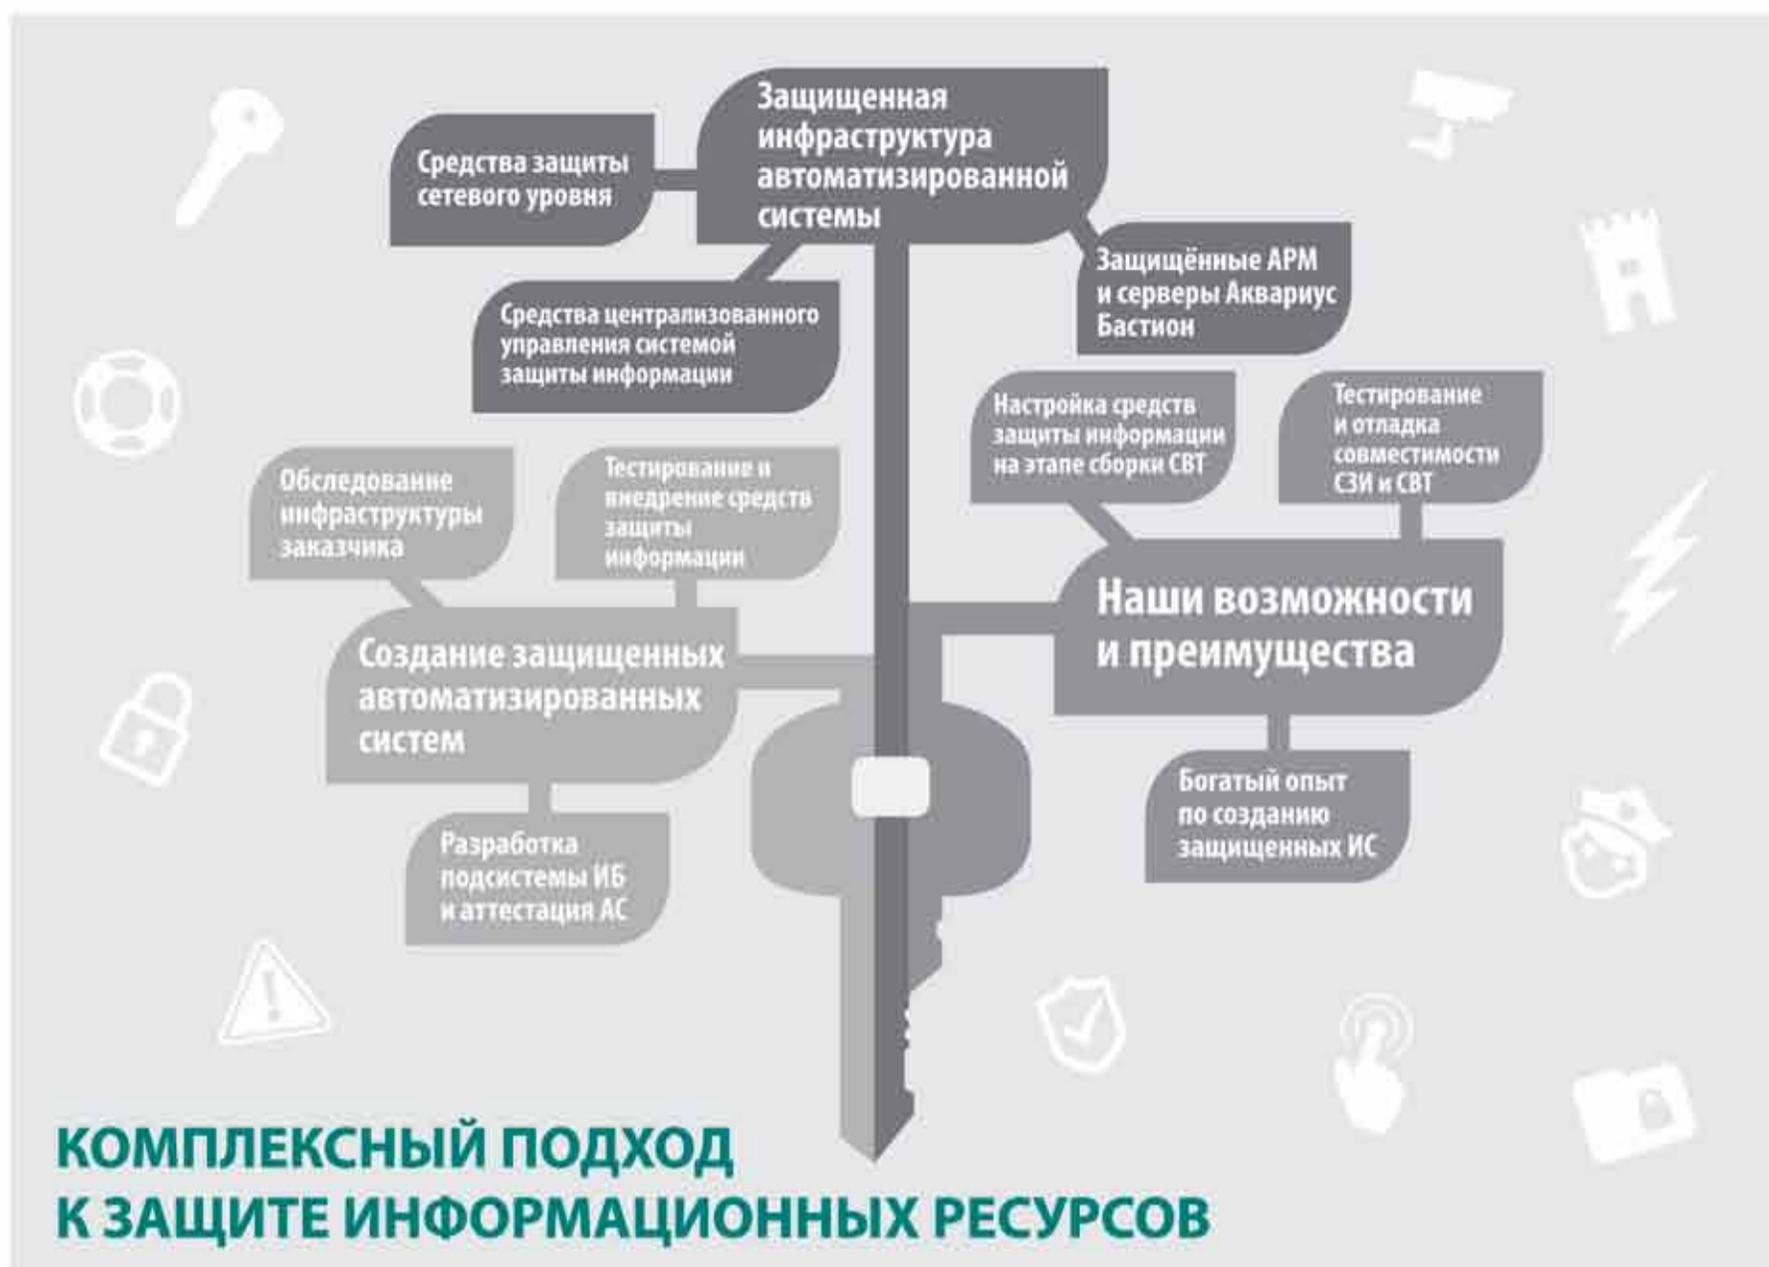 Защищенная
инфраструктура
автоматизированной
системы
Средства защиты
сетевого уровня
Средства централизованного
управления системой
защиты информации
Защищённые АРМ
и серверы Аквариус
Бастион
Настройка средств
защиты информации
на этапе сборки СВТ
Тестирование
и отладка
совместимости
СЗИ и СВТ
Наши возможности
и преимущества
Богатый опыт
по созданию
защищенных ИС
Обследование
инфраструктуры
заказчика
Тестирование и
внедрение средств
защиты
информации
Создание защищенных
автоматизированных
систем
Разработка
подсистемы ИБ
и аттестация АС
КОМПЛЕКСНЫЙ ПОДХОД
К ЗАЩИТЕ ИНФОРМАЦИОННЫХ РЕСУРСОВ